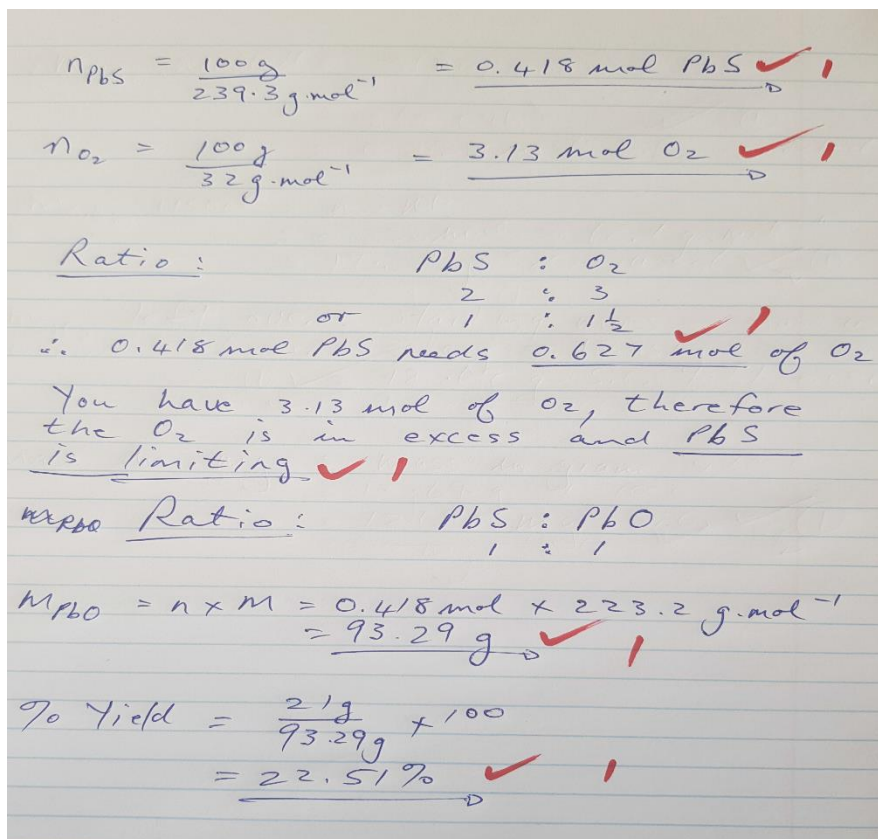 nPbS = 100g / 239.3 g.mol⁻¹ = 0.418 mol PbS ✓ 1
nO₂ = 100g / 32g.mol⁻¹ = 3.13 mol O₂ ✓ 1
Ratio : PbS : O₂
2 : 3
or 1 : 1½ ✓ 1
∴ 0.418 mol PbS needs 0.627 mol of O₂
You have 3.13 mol of O₂, therefore
the O₂ is in excess and PbS
is limiting ✓ 1
Ratio : PbS : PbO
1 : 1
MPbO = n × M = 0.418 mol × 223.2 g.mol⁻¹
= 93.29 g ✓ 1
% Yield = 21g / 93.29g × 100
= 22.51% ✓ 1